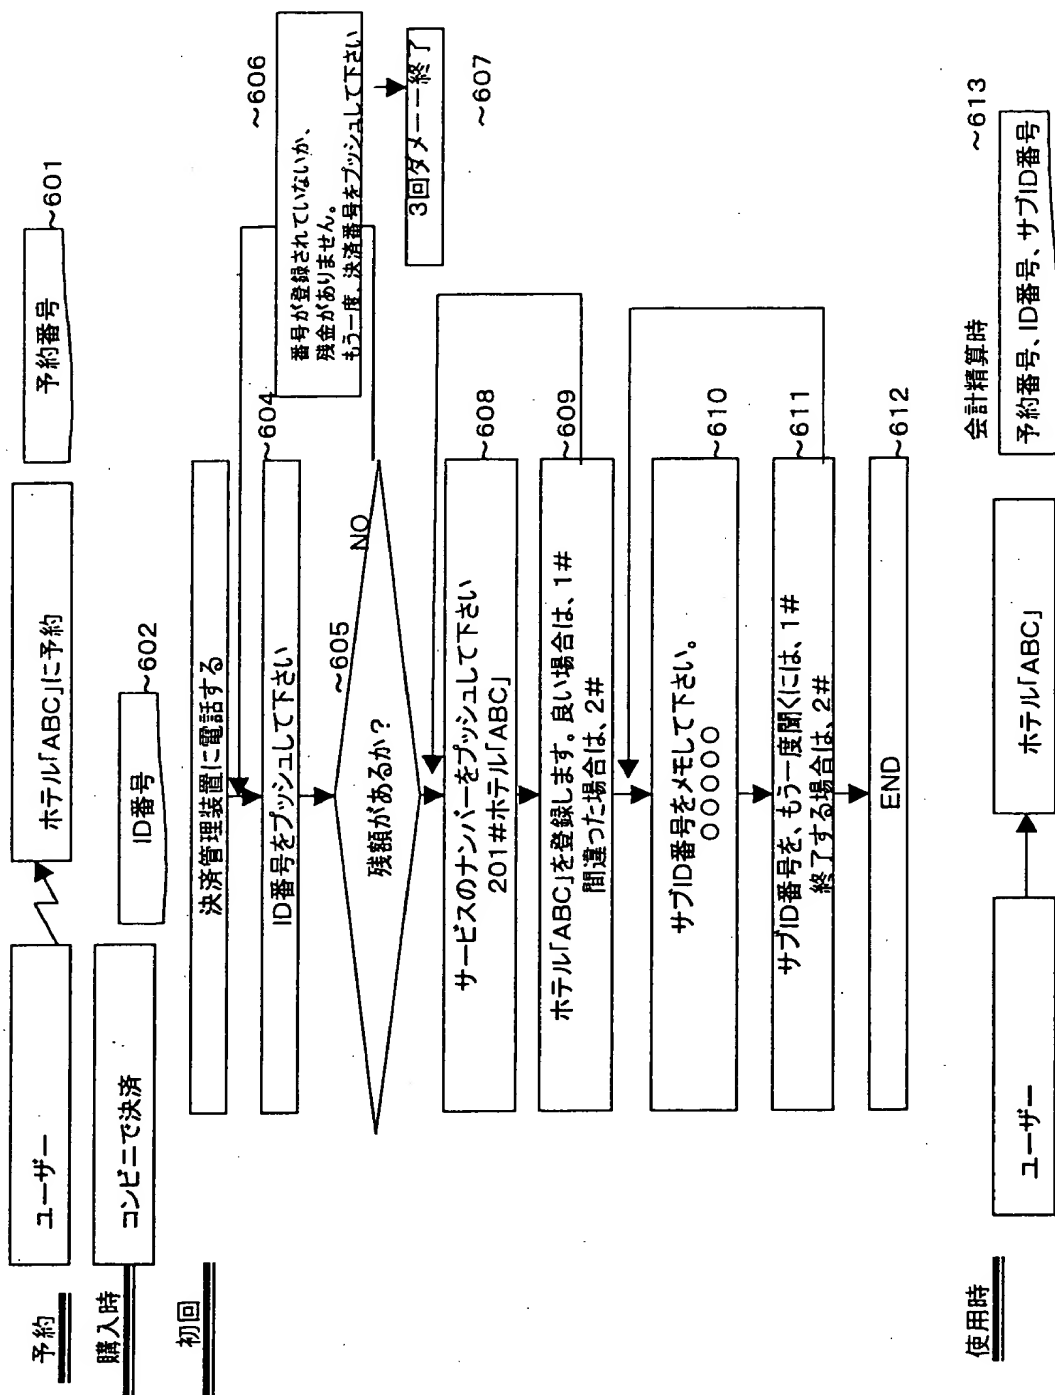 予約
ユーザー
ホテル「ABC」に予約
予約番号
~601
購入時
コンビニで決済
ID番号
~602
初回
決済管理装置に電話する
ID番号をプッシュして下さい
~604
残額があるか?
~605
NO
~606
番号が登録されていないか、
残金がありません。
もう一度、決済番号をプッシュして下さい
3回ダメー一終了
~607
サービスのナンバーをプッシュして下さい
201#ホテル「ABC」
~608
ホテル「ABC」を登録します。良い場合は、1#
間違った場合は、2#
~609
サブID番号をメモして下さい。
○○○○○
~610
サブID番号を、もう一度聞くには、1#
終了する場合は、2#
~611
END
~612
使用時
ユーザー
ホテル「ABC」
会計精算時
~613
予約番号、ID番号、サブID番号